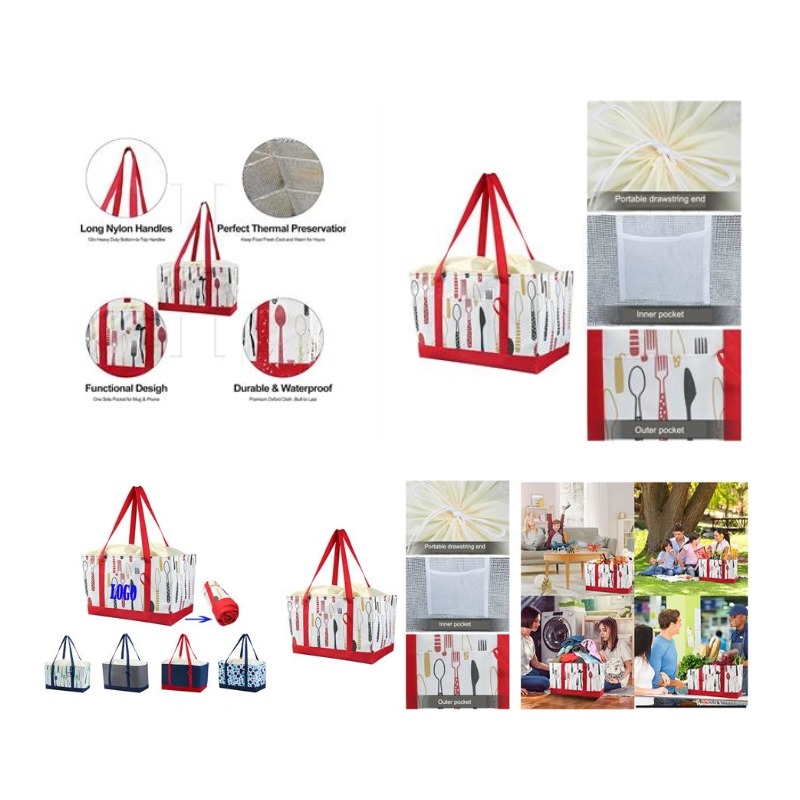 Long Nylon Handles
Perfect Thermal Preservation
Keep Food Fresh (Cool and Warm for Hours
Functional Desigh
One Side Pocket for Mug & Phone
Durable & Waterproof
Premium Oxford Cloth. Built to Last
Portable drawstring end
Inner pocket
Outer pocket
LOGO
Portable drawstring end
Inner pocket
Outer pocket